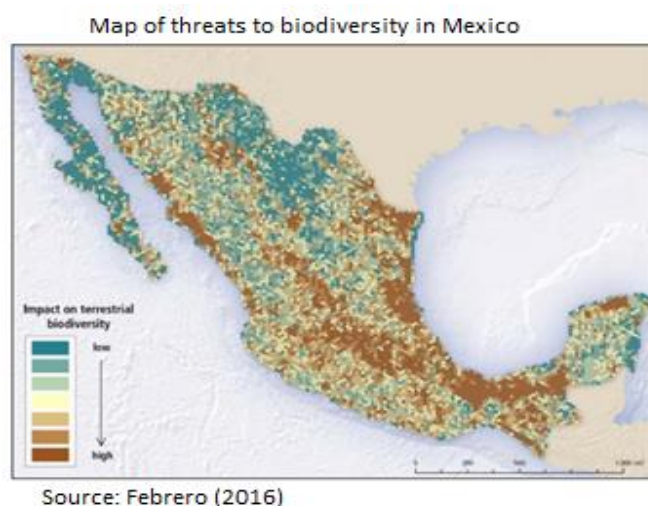 Map of threats to biodiversity in Mexico
Impact on terrestrial
biodiversity
low
high
Source: Febrero (2016)